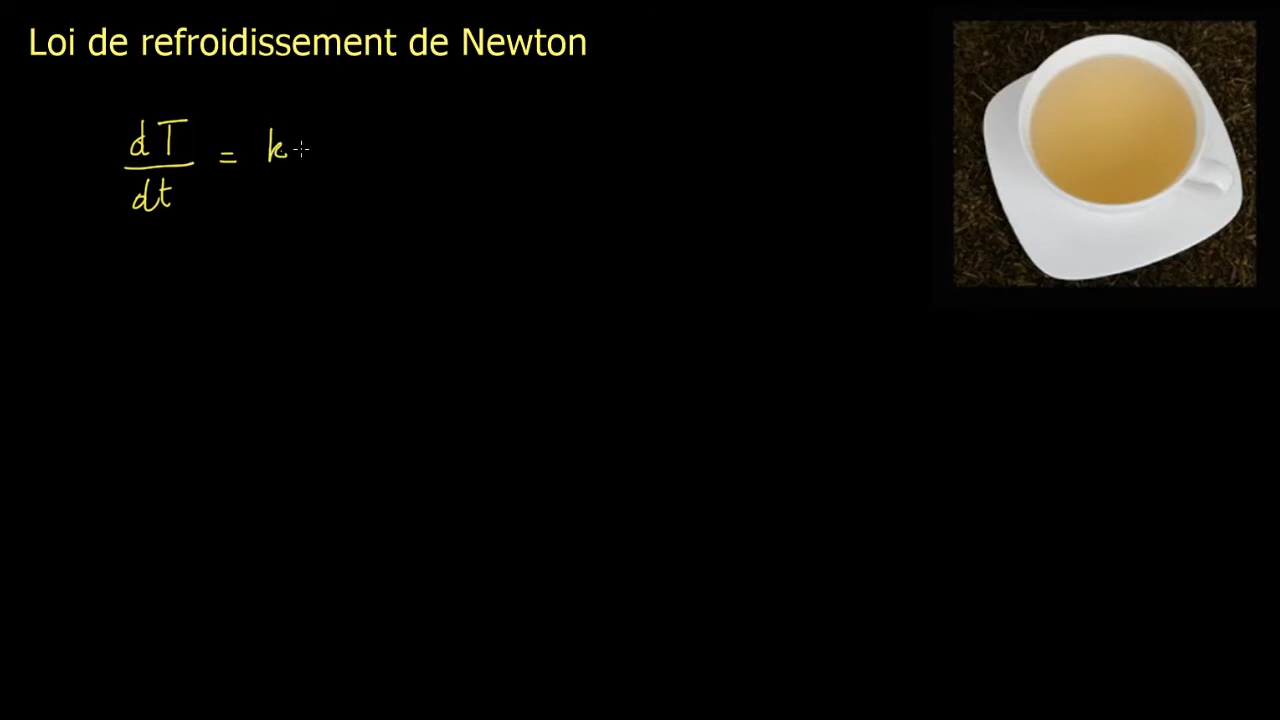 Loi de refroidissement de Newton
dT/dt = k